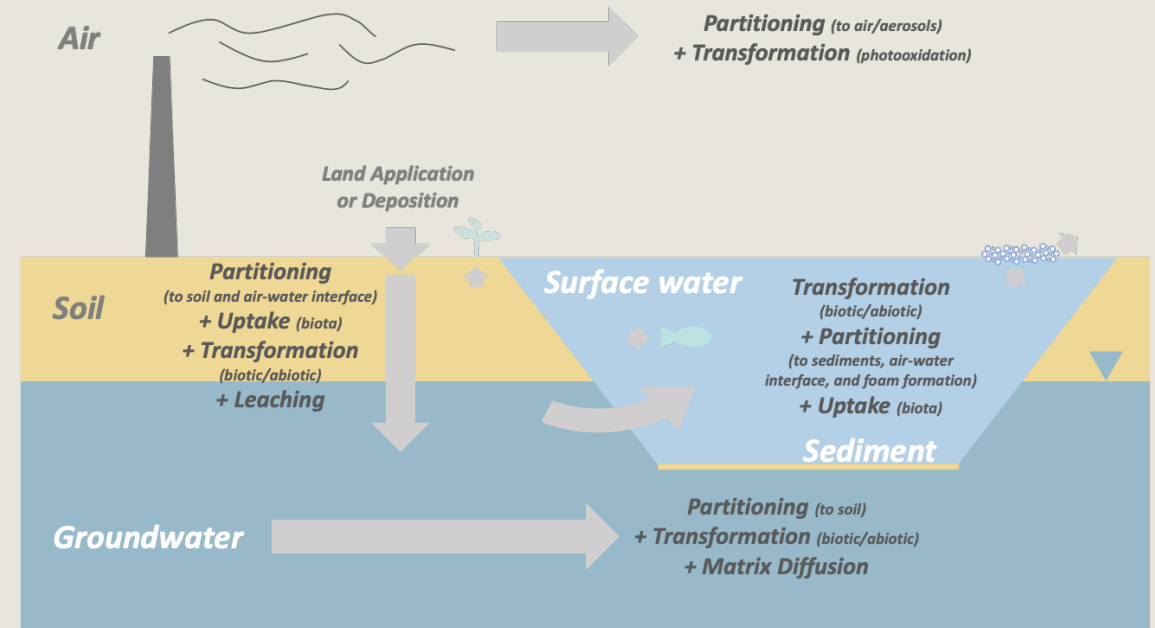 Air
Partitioning (to air/aerosols)
+ Transformation (photooxidation)
Land Application
or Deposition
Soil
Partitioning
(to soil and air-water interface)
+ Uptake (biota)
+ Transformation
(biotic/abiotic)
+ Leaching
Surface water
Transformation
(biotic/abiotic)
+ Partitioning
(to sediments, air-water
interface, and foam formation)
+ Uptake (biota)
Sediment
Groundwater
Partitioning (to soil)
+ Transformation (biotic/abiotic)
+ Matrix Diffusion